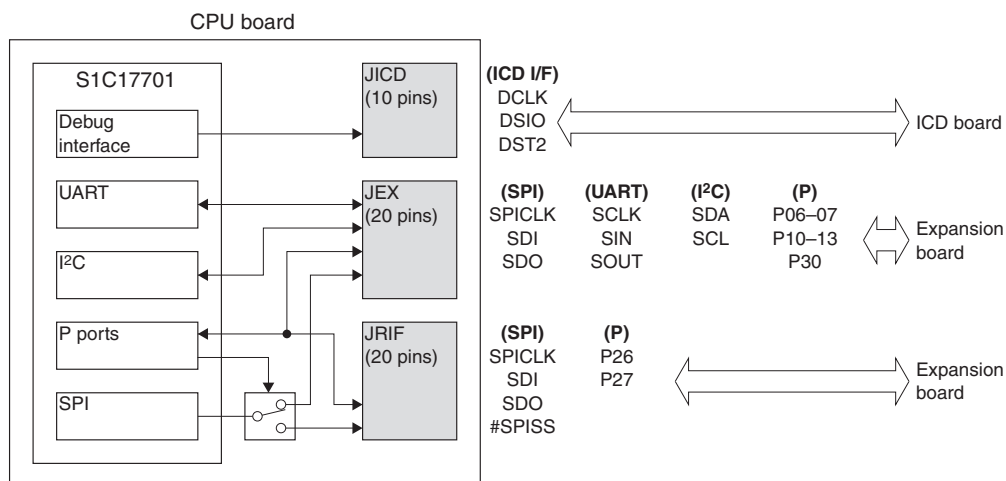 CPU board
S1C17701
Debug
interface
UART
I²C
P ports
SPI
JICD
(10 pins)
JEX
(20 pins)
JRIF
(20 pins)
(ICD I/F)
DCLK
DSIO
DST2
ICD board
(SPI) (UART) (I²C) (P)
SPICLK SCLK SDA P06–07
SDI SIN SCL P10–13
SDO SOUT P30
Expansion
board
(SPI) (P)
SPICLK P26
SDI P27
SDO
#SPISS
Expansion
board